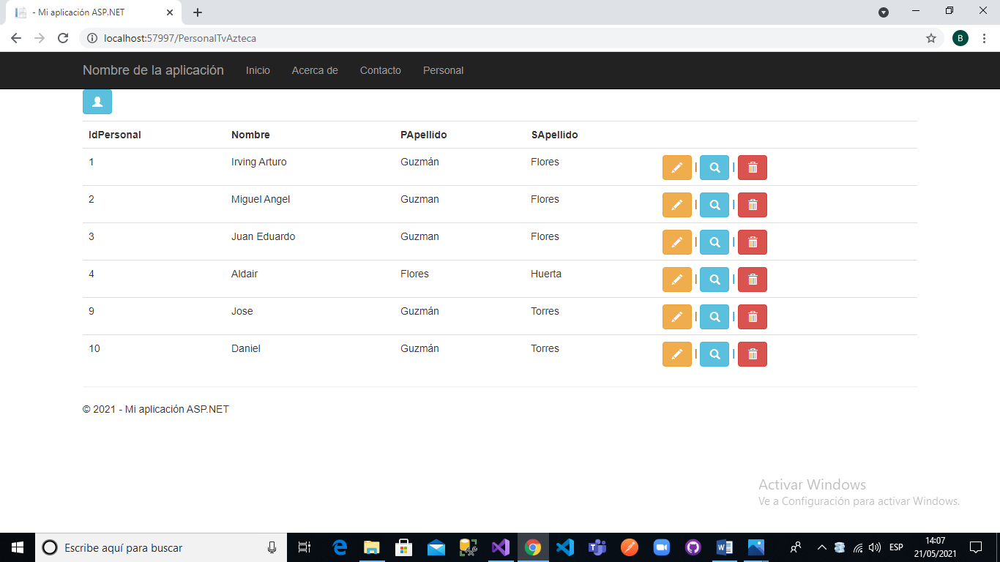 - Mi aplicación ASP.NET
localhost:57997/PersonalTvAzteca
B
Nombre de la aplicación Inicio Acerca de Contacto Personal
IdPersonal Nombre PApellido SApellido
1 Irving Arturo Guzmán Flores | |
2 Miguel Angel Guzman Flores | |
3 Juan Eduardo Guzman Flores | |
4 Aldair Flores Huerta | |
9 Jose Guzmán Torres | |
10 Daniel Guzmán Torres | |
© 2021 - Mi aplicación ASP.NET
Activar Windows
Ve a Configuración para activar Windows.
Escribe aquí para buscar
ESP
14:07
21/05/2021